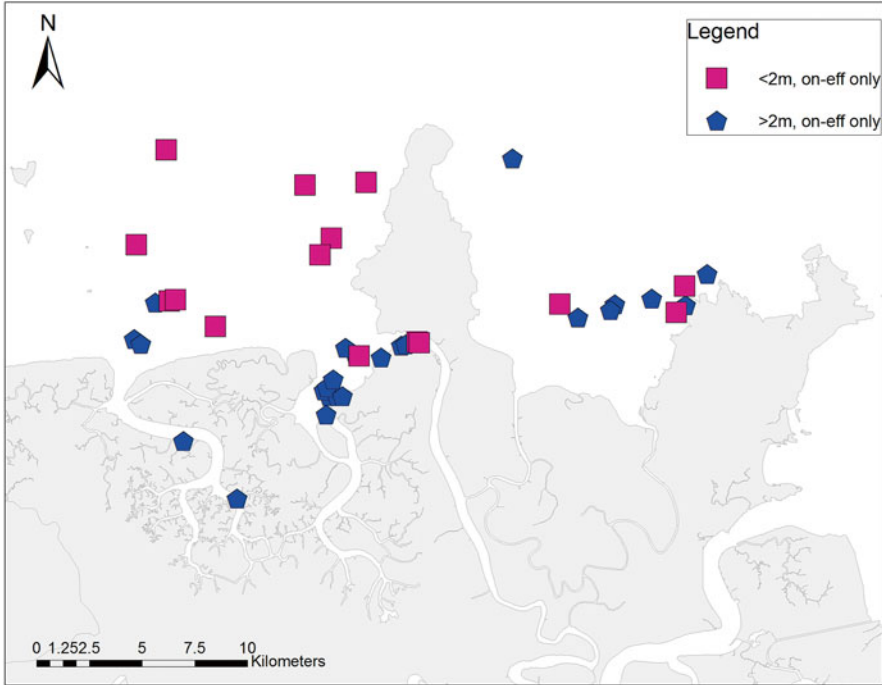 N
Legend
<2m, on-eff only
>2m, on-eff only
0 1.252.5 5 7.5 10
Kilometers